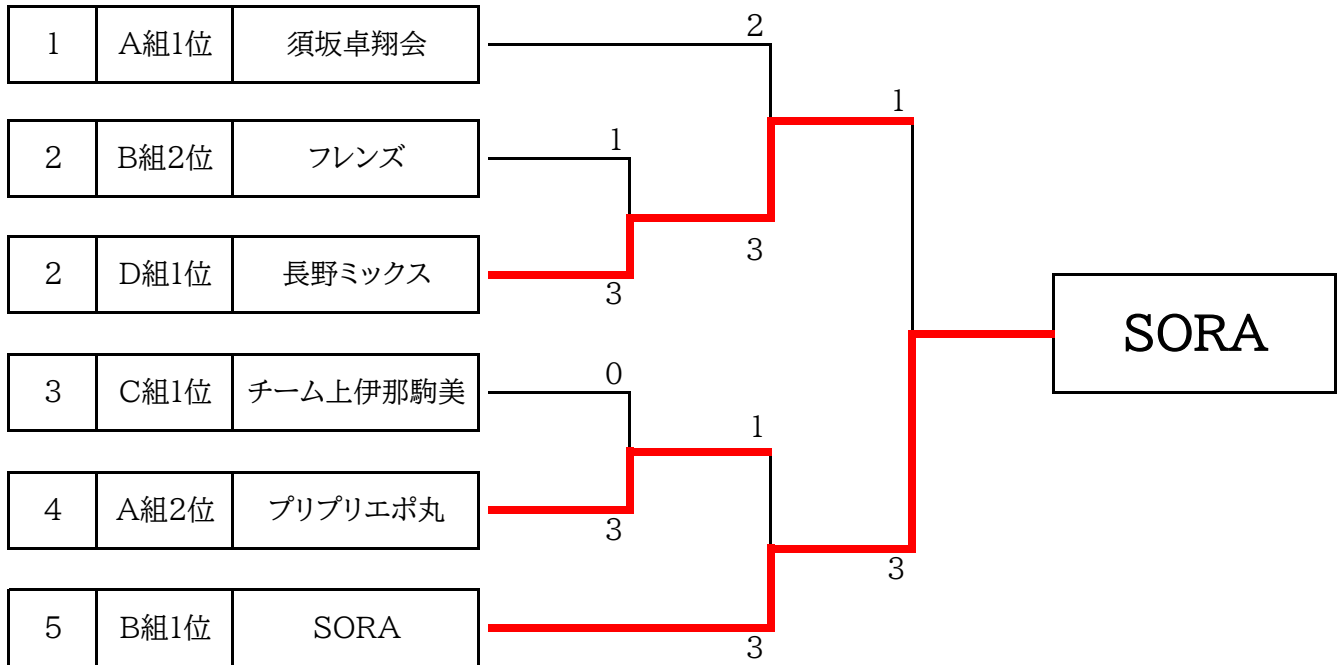 1 A組1位 須坂卓翔会
2
1
2 B組2位 フレンズ
1
3
2 D組1位 長野ミックス
3
SORA
3 C組1位 チーム上伊那駒美
0
1
4 A組2位 プリプリエポ丸
3
3
5 B組1位 SORA
3